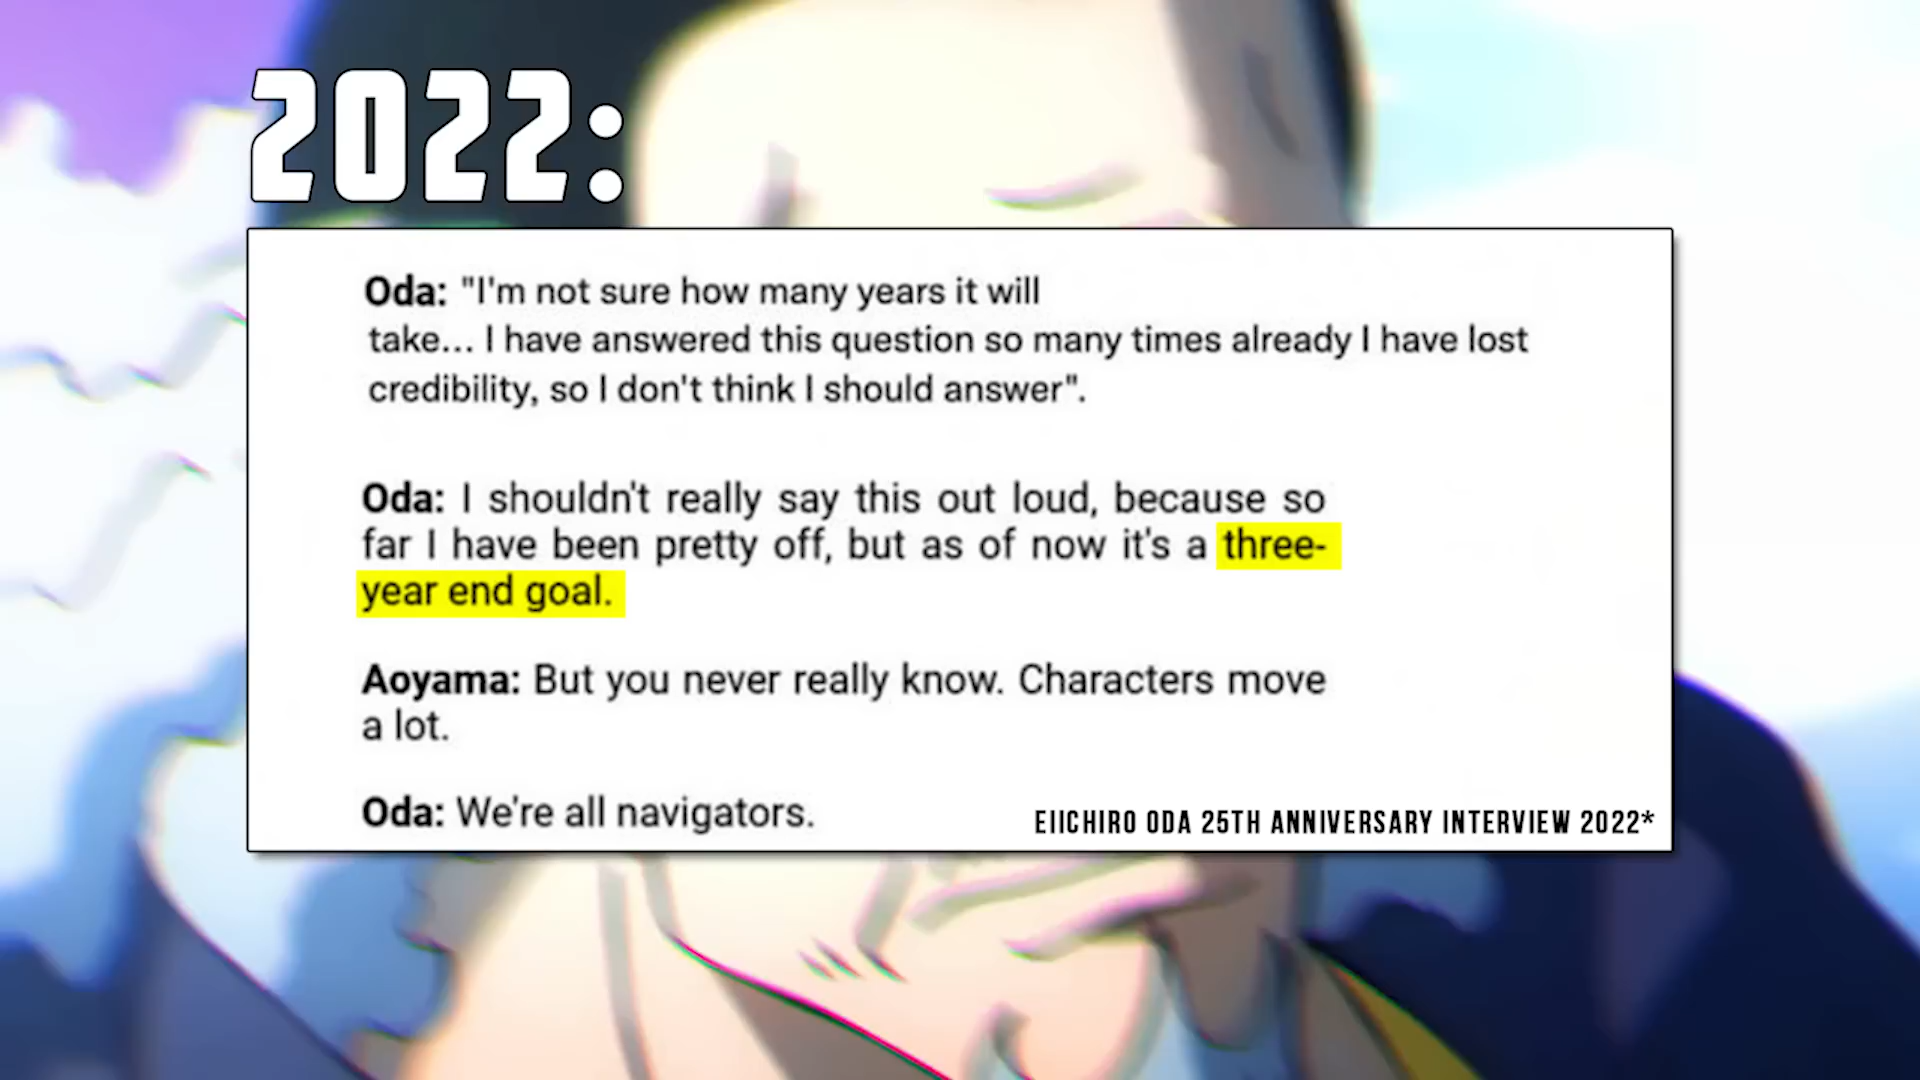 2022:
Oda: "I'm not sure how many years it will
take... I have answered this question so many times already I have lost
credibility, so I don't think I should answer".
Oda: I shouldn't really say this out loud, because so
far I have been pretty off, but as of now it's a three-
year end goal.
Aoyama: But you never really know. Characters move
a lot.
Oda: We're all navigators.
EIICHIRO ODA 25TH ANNIVERSARY INTERVIEW 2022*